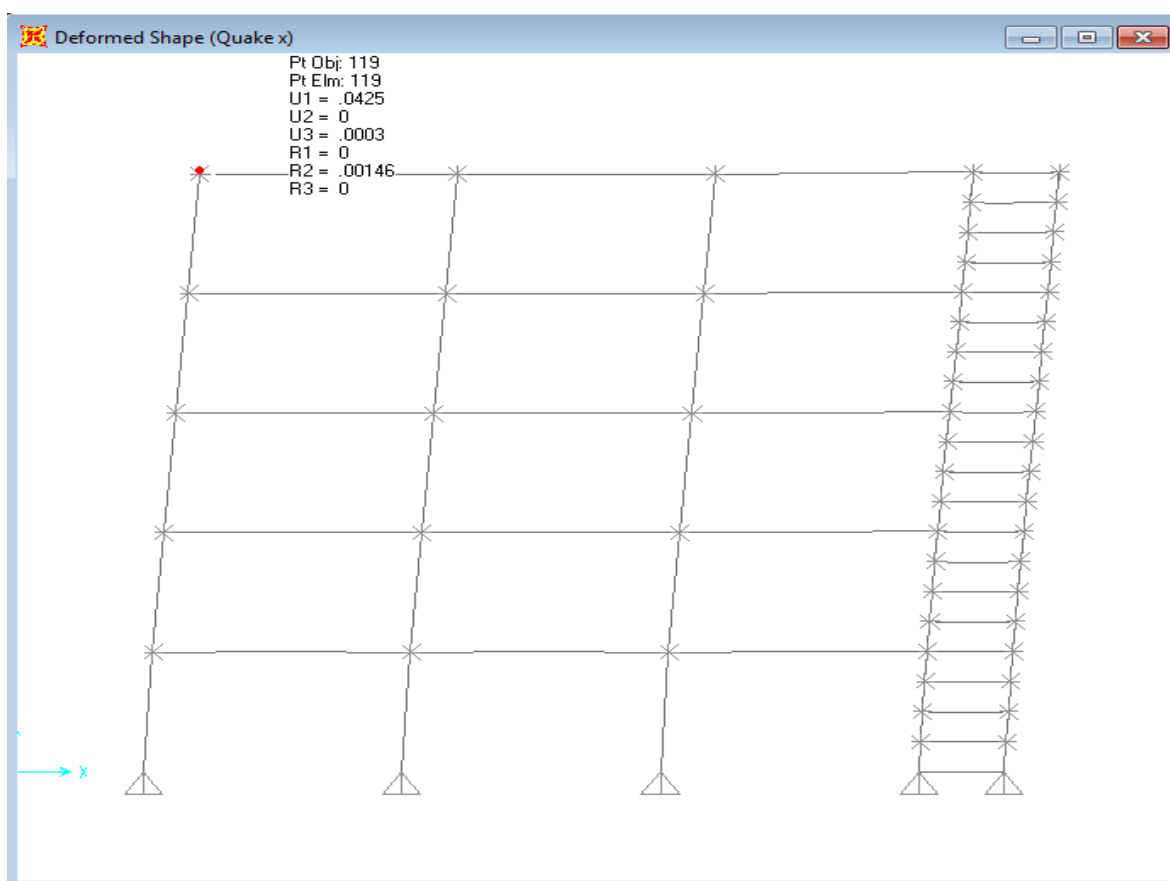 Deformed Shape (Quake x)
Pt Obj: 119
Pt Elm: 119
U1 = .0425
U2 = 0
U3 = .0003
R1 = 0
R2 = .00146
R3 = 0
X